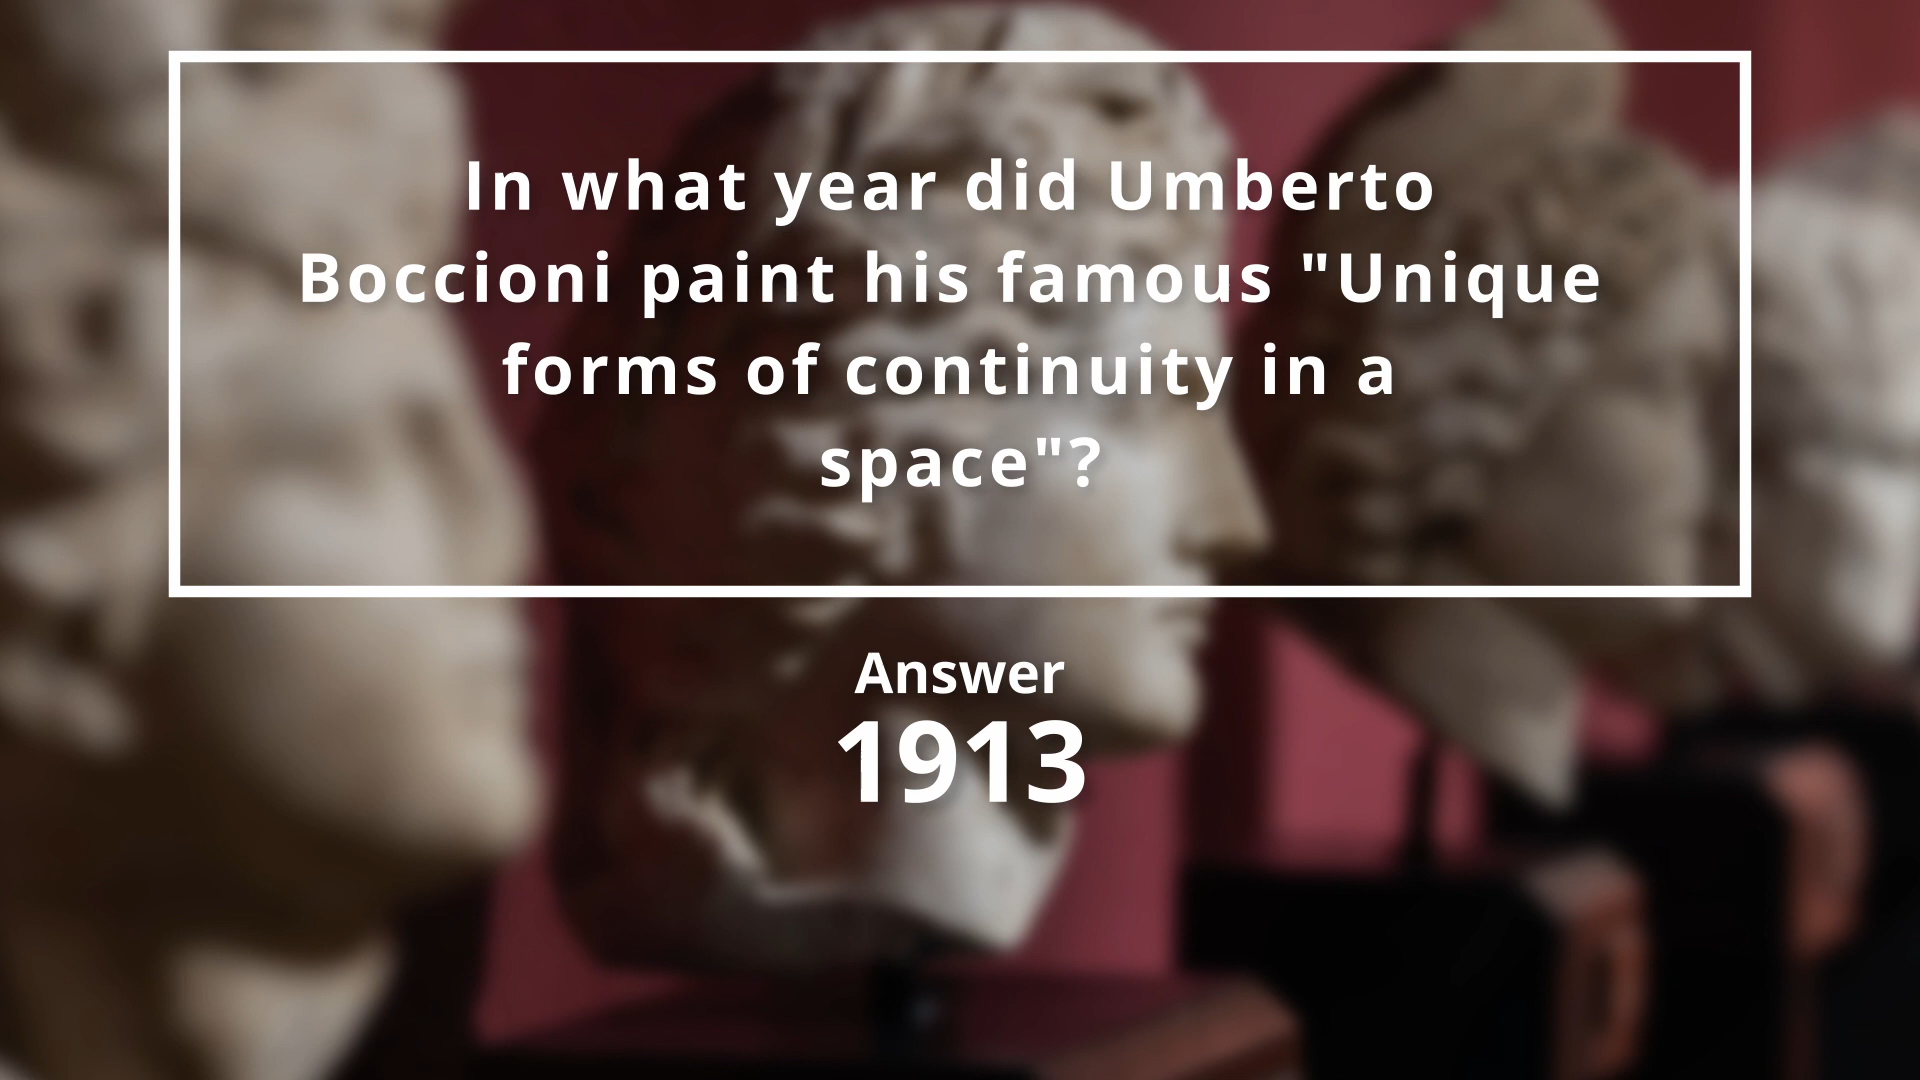 In what year did Umberto
Boccioni paint his famous "Unique
forms of continuity in a
space"?
Answer
1913